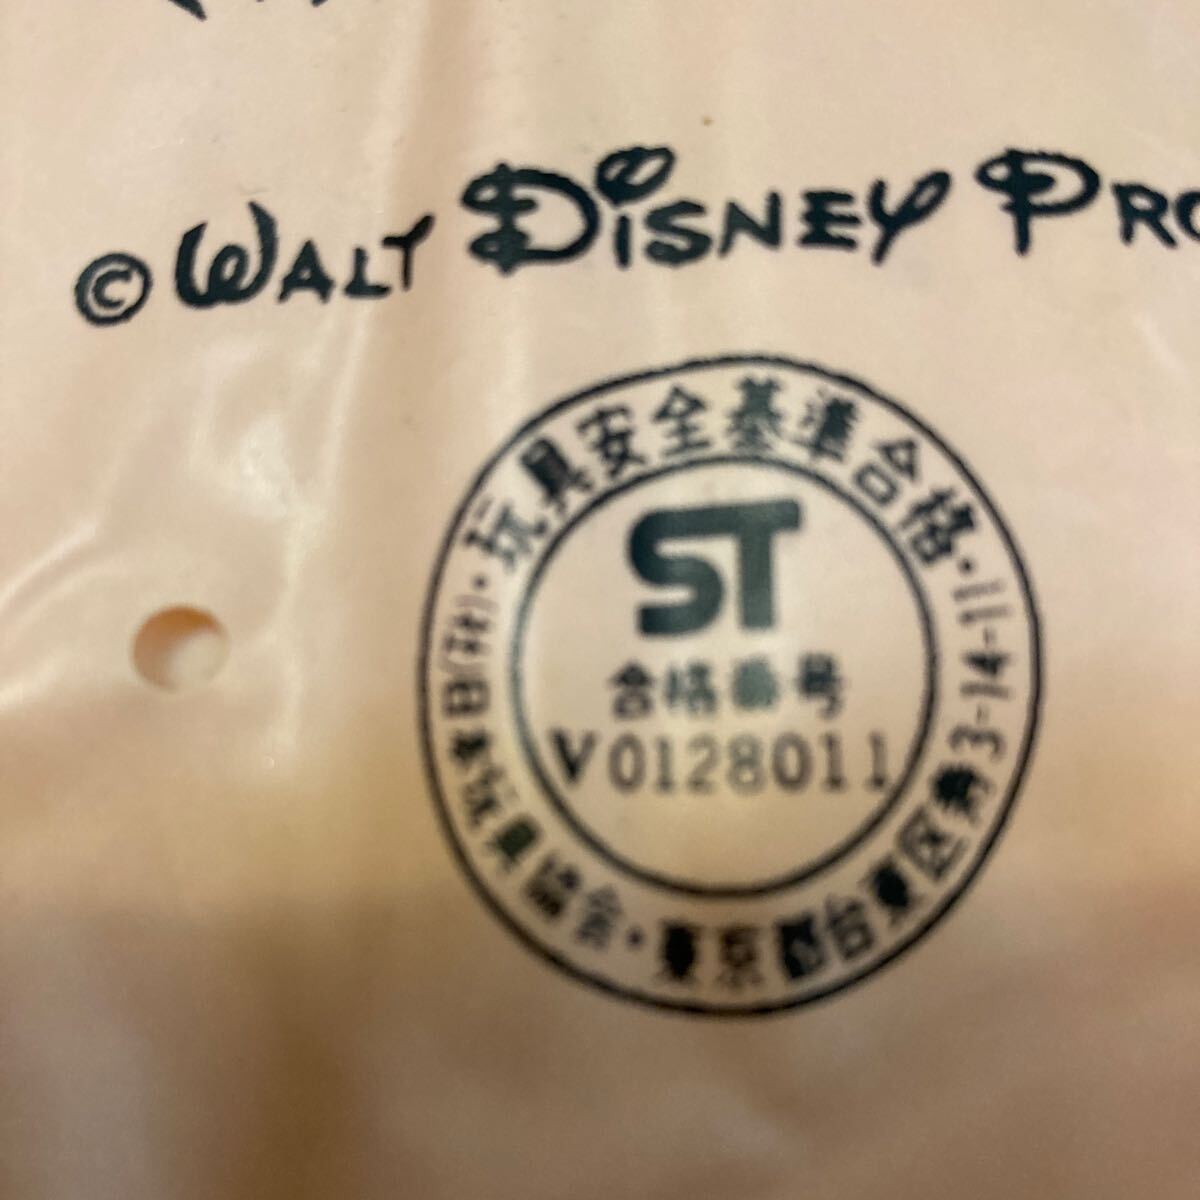 © WALT DISNEY PRO
・玩具安全基準合格・
ST
合格番号
V0128011
(社)日本玩具協会・東京都台東区寿3-14-11